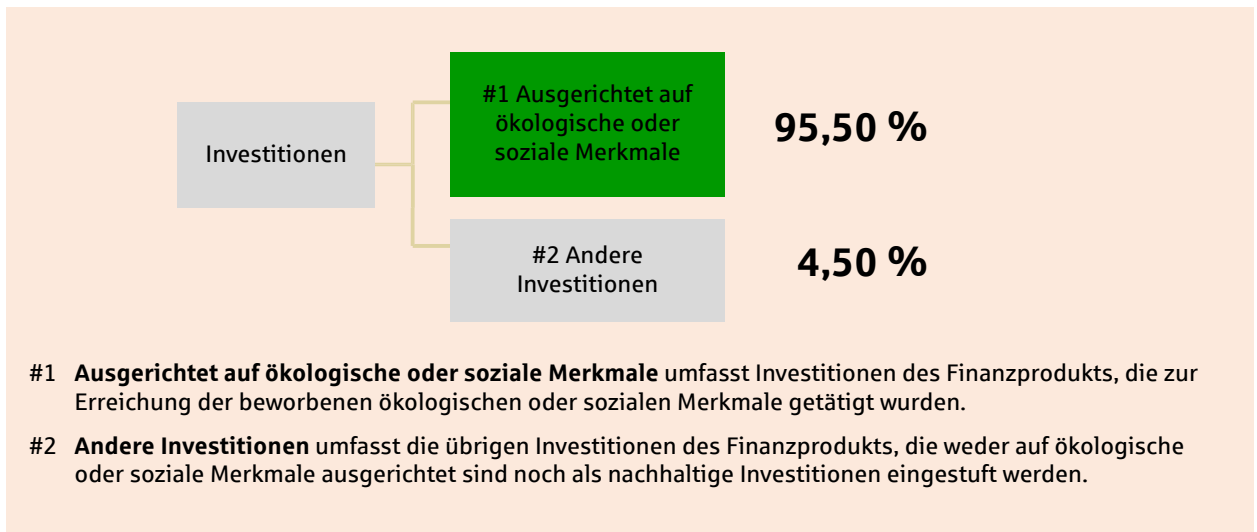 Investitionen
#1 Ausgerichtet auf
ökologische oder
soziale Merkmale
95,50 %
#2 Andere
Investitionen
4,50 %
#1 Ausgerichtet auf ökologische oder soziale Merkmale umfasst Investitionen des Finanzprodukts, die zur
Erreichung der beworbenen ökologischen oder sozialen Merkmale getätigt wurden.
#2 Andere Investitionen umfasst die übrigen Investitionen des Finanzprodukts, die weder auf ökologische
oder soziale Merkmale ausgerichtet sind noch als nachhaltige Investitionen eingestuft werden.